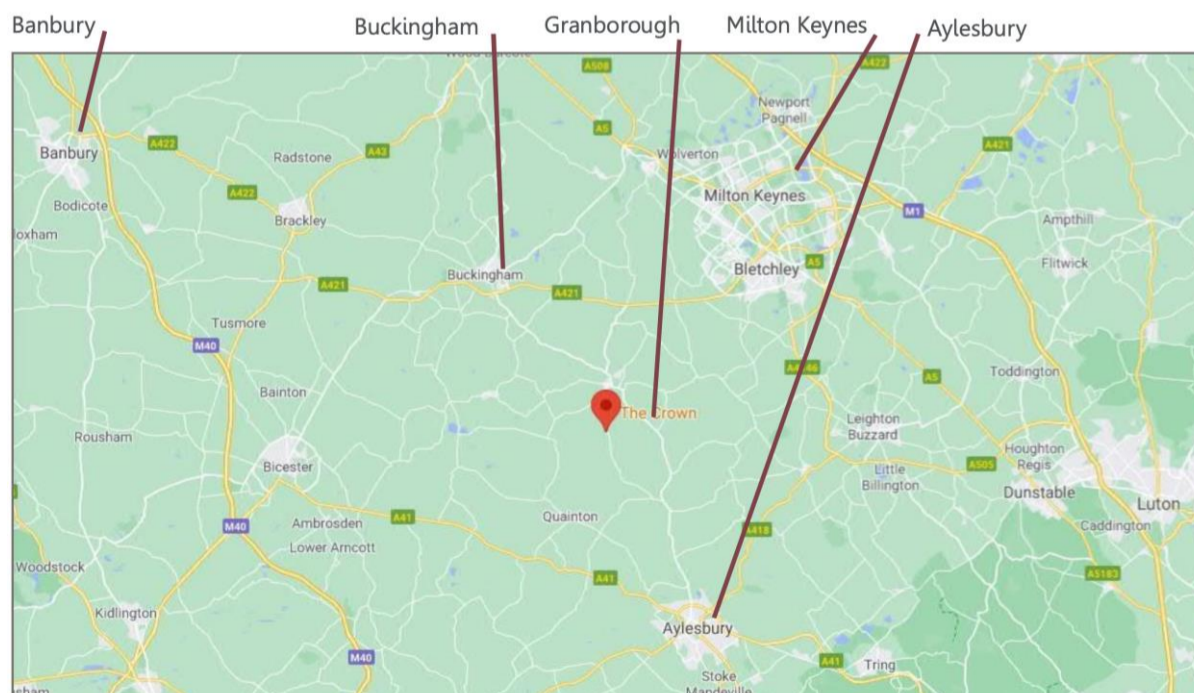 Banbury
Buckingham
Granborough
Milton Keynes
Aylesbury
A508
A422
A5
Newport
Pagnell
Banbury
A422
Radstone
A43
Wolverton
A421
A422
Milton Keynes
Bodicote
Brackley
M1
Ampthill
loxham
Buckingham
Bletchley
A5
Flitwick
A421
A421
Tusmore
M40
Toddington
A5
Bainton
The Crown
Leighton
Buzzard
Rousham
Houghton
Regis
Bicester
A505
Little
Billington
Dunstable
Luton
Quainton
A41
M40
Ambrosden
A418
Caddington
Lower Arncott
Woodstock
A41
A5183
Kidlington
Aylesbury
M40
A41
Tring
Stoke
Mandeville